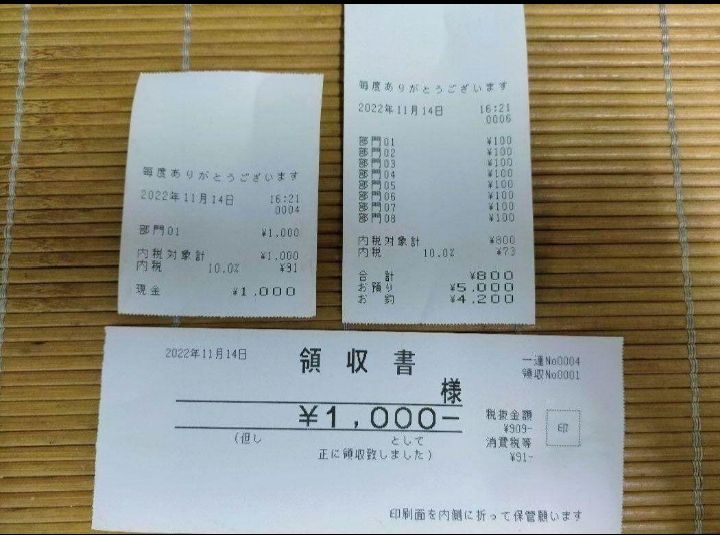 毎度ありがとうございます
2022年11月14日 16:21
0004
部門01 ¥1,000
内税対象計 ¥1,000
内税 10.0% ¥91
現金 ¥1,000
毎度ありがとうございます
2022年11月14日 16:21
0006
部門01 ¥100
部門02 ¥100
部門03 ¥100
部門04 ¥100
部門05 ¥100
部門06 ¥100
部門07 ¥100
部門08 ¥100
内税対象計 ¥800
内税 10.0% ¥73
合計 ¥800
お預り ¥5,000
お釣 ¥4,200
2022年11月14日
領収書
一連No0004
領収No0001
様
¥1,000-
税抜金額
¥909-
消費税等
¥91-
印
(但し として
正に領収致しました)
印刷面を内側に折って保管願います